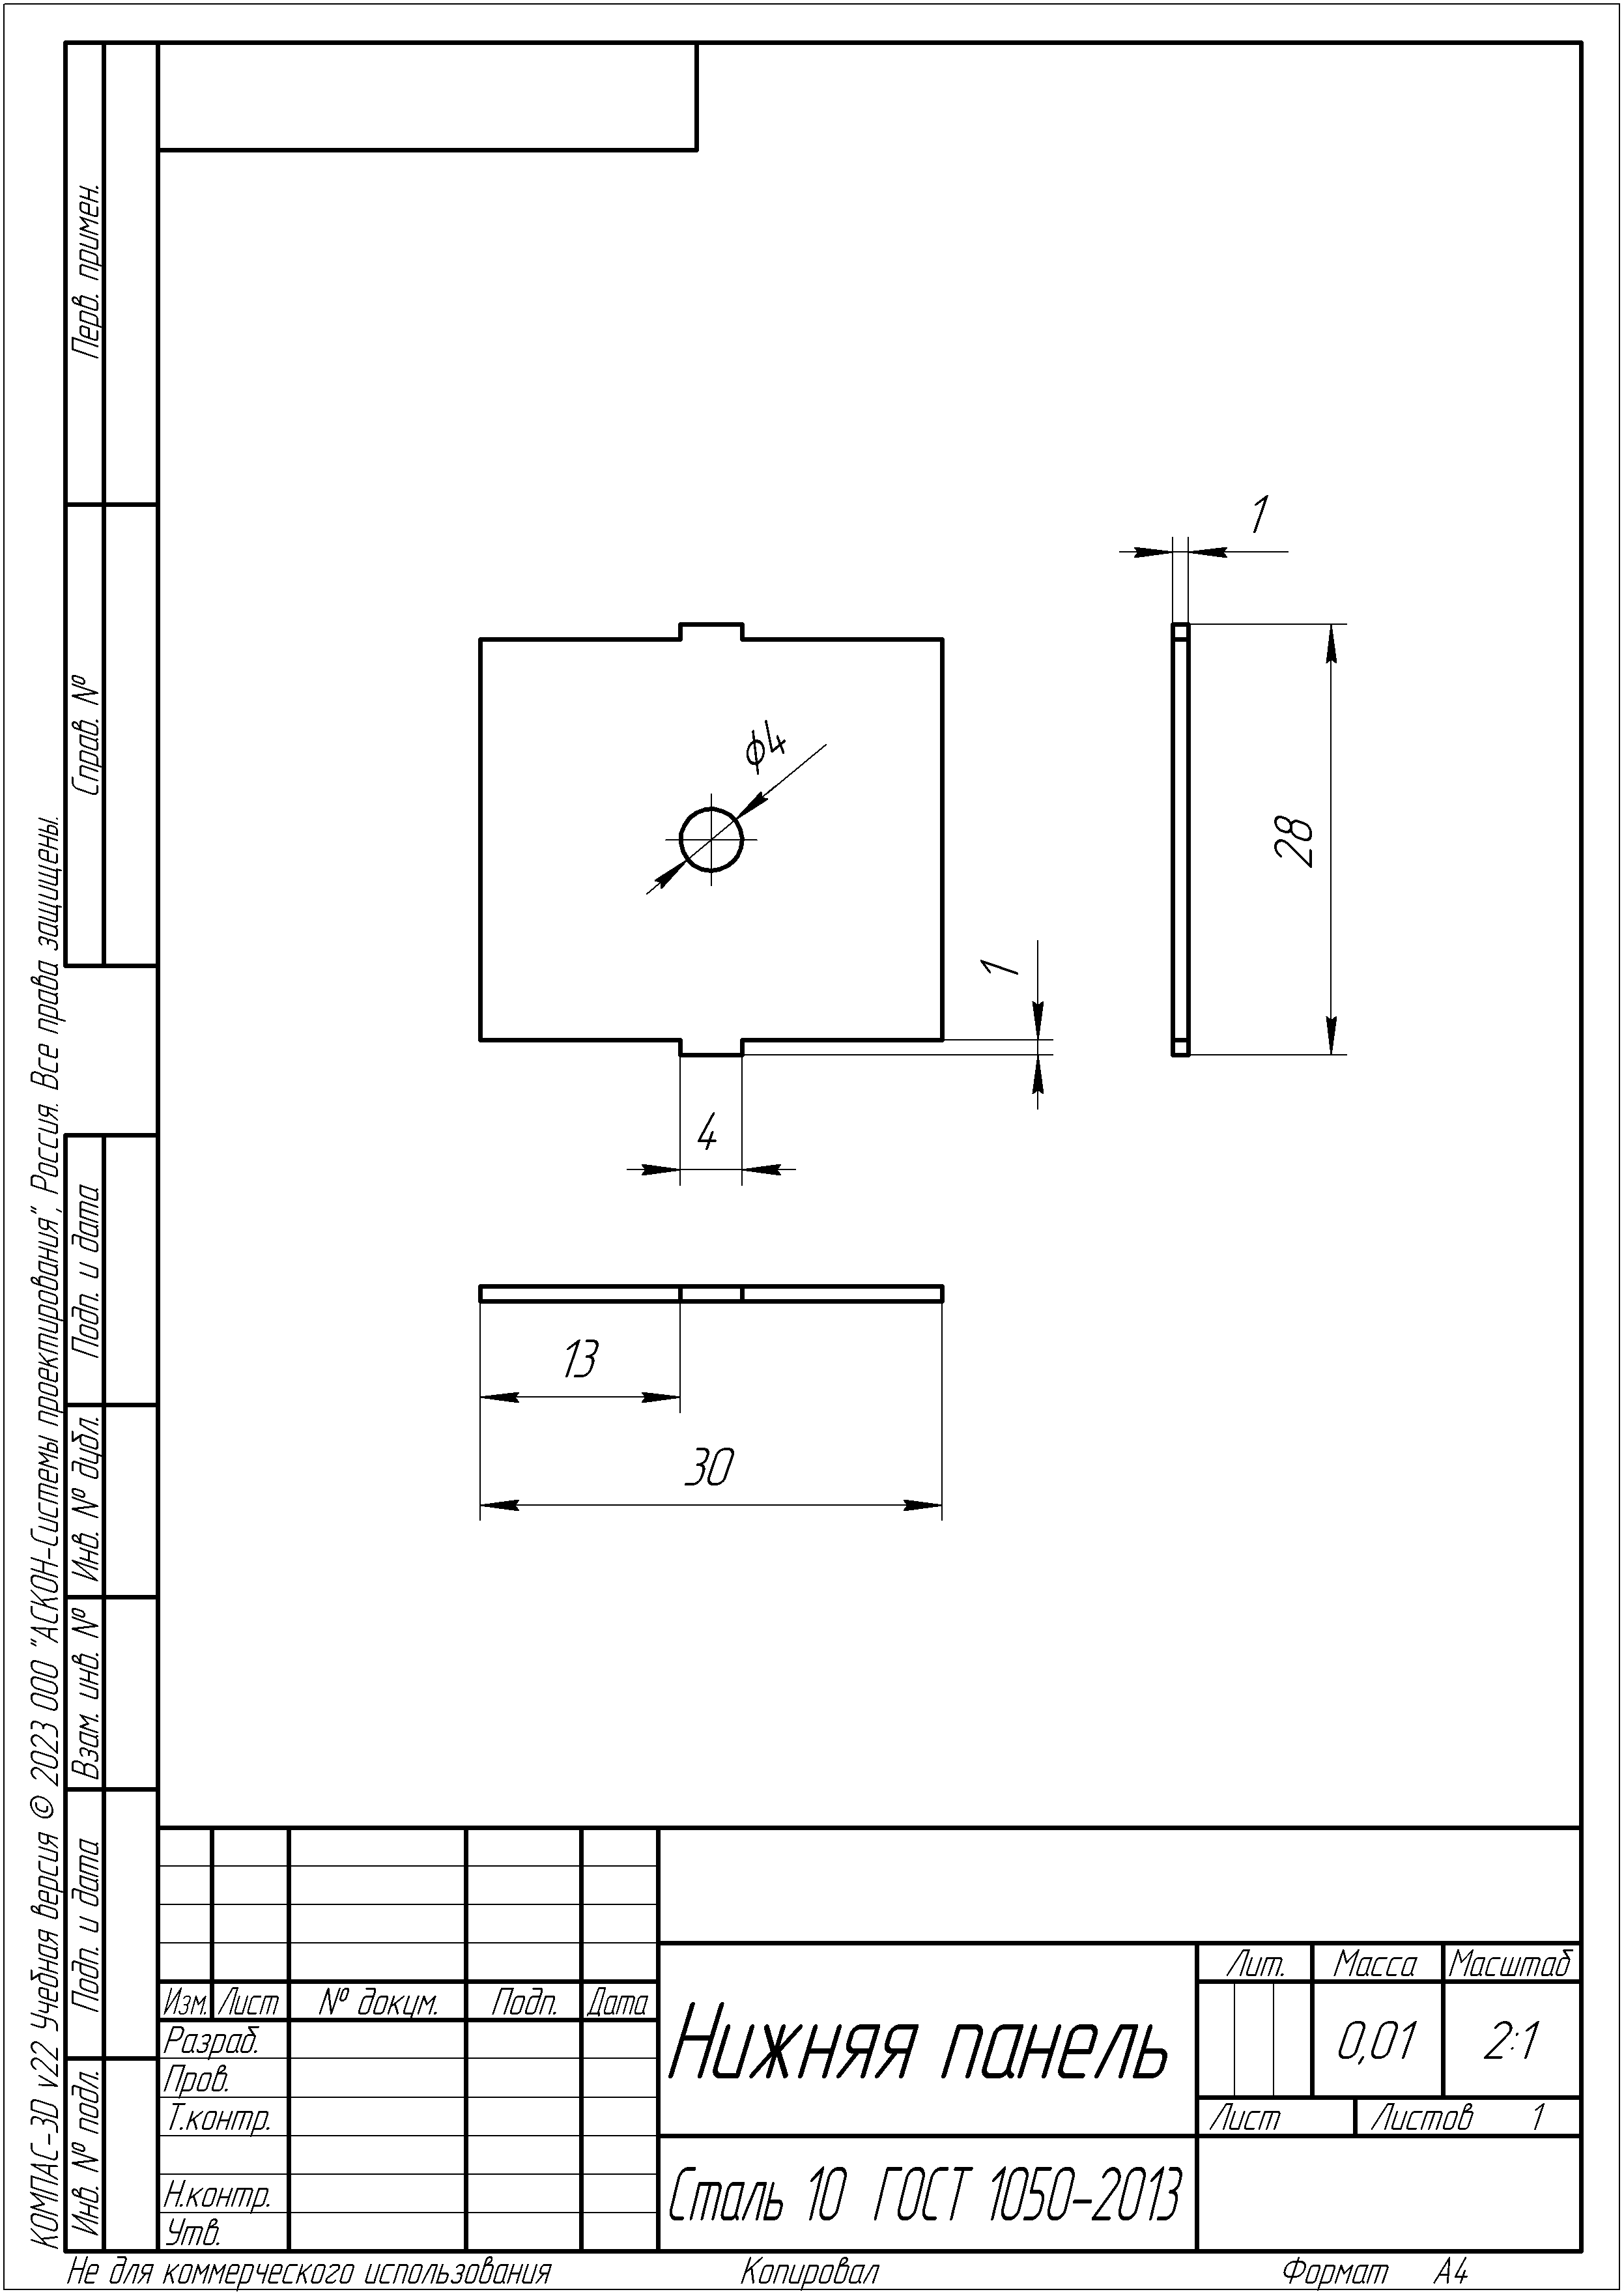 Перв. примен.
Справ. №
Подп. и дата
Инв. № дубл.
Взам. инв. №
Подп. и дата
Инв. № подл.
КОМПАС-3D v22 Учебная версия © 2023 ООО "АСКОН-Системы проектирования", Россия. Все права защищены.
1
ϕ4
28
1
4
13
30
Лит. Масса Масштаб
Изм. Лист № докум. Подп. Дата
Разраб.
Пров.
Т.контр.
Н.контр.
Утв.
Нижняя панель
0,01 2:1
Лист Листов 1
Сталь 10 ГОСТ 1050-2013
Не для коммерческого использования Копировал Формат А4